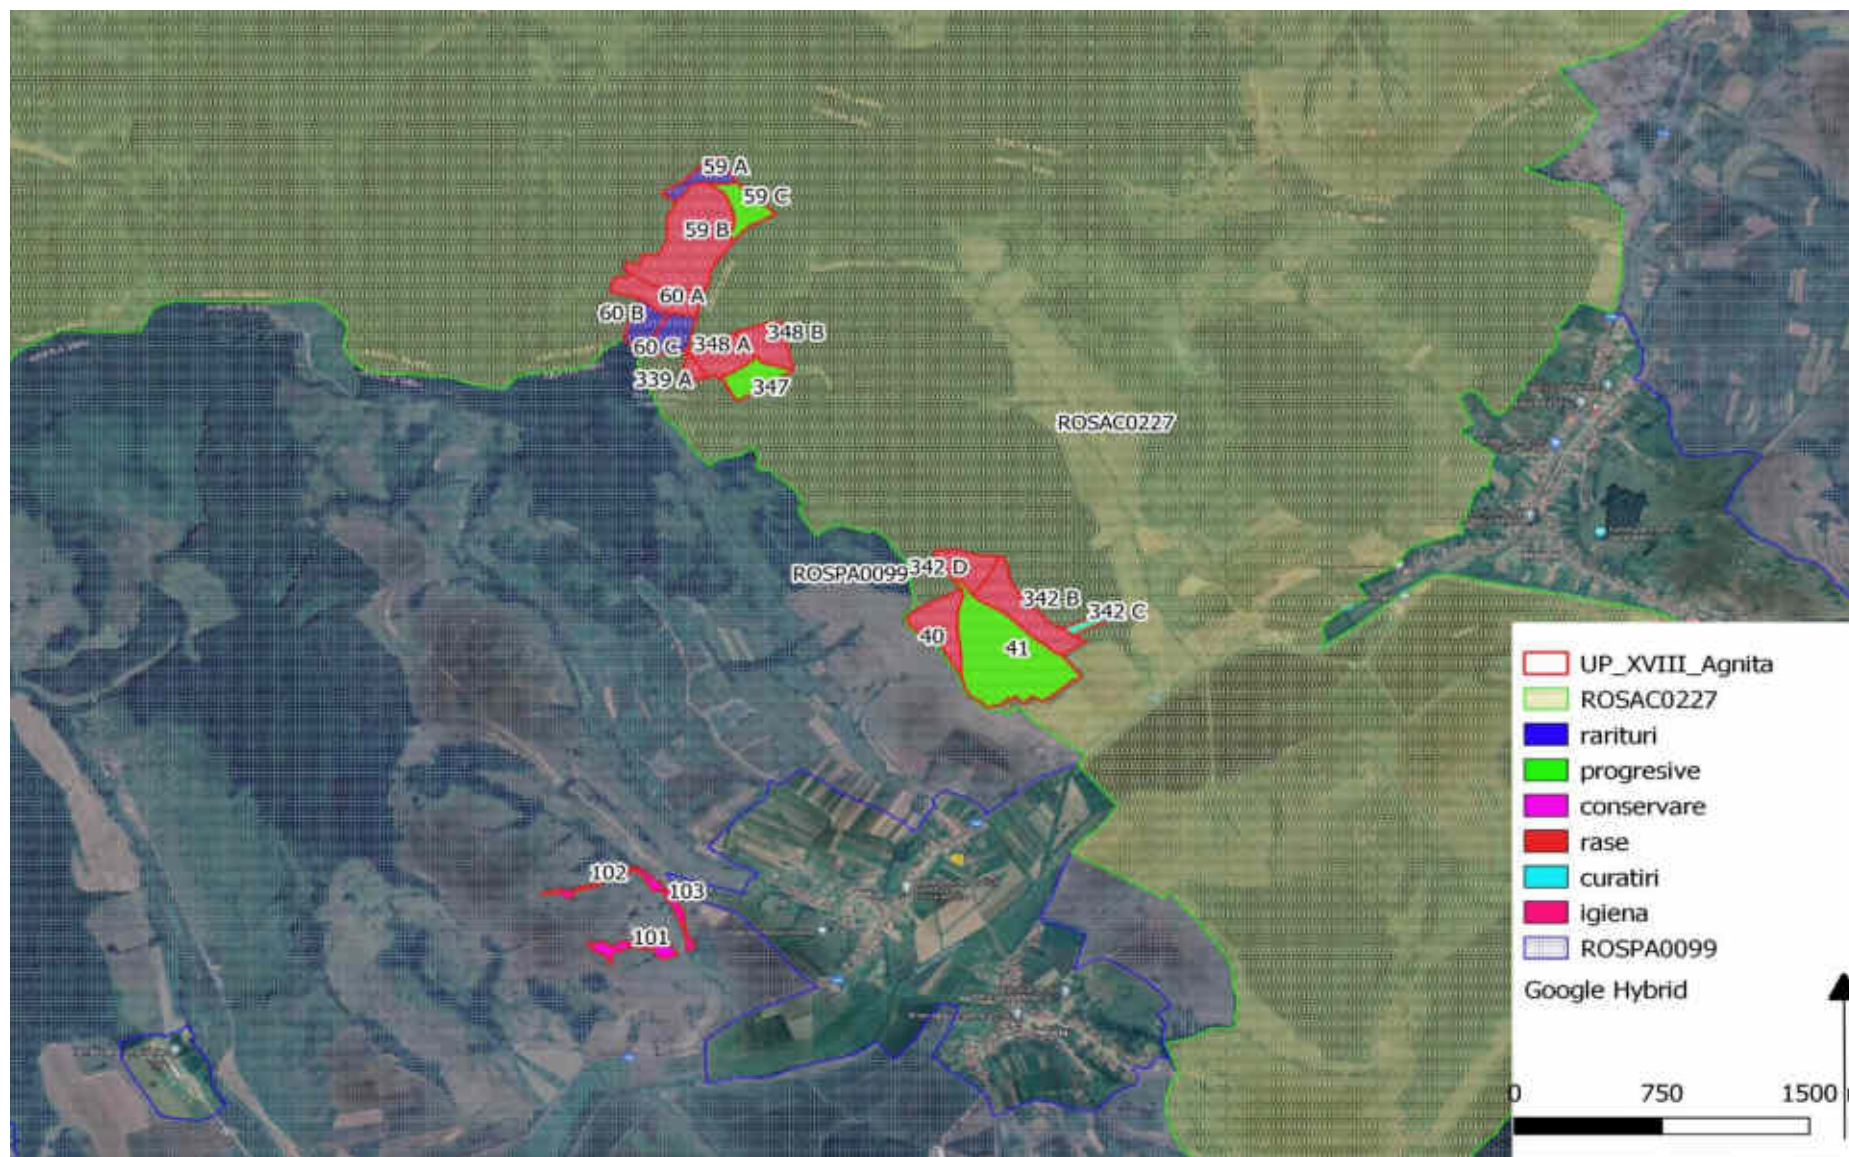 59 A
59 C
59 B
60 A
60 B
348 B
60 C
348 A
339 A
347
ROSAC0227
342 D
ROSPA0099
342 B
342 C
40
41
102
103
101
UP_XVIII_Agnita
ROSAC0227
rarituri
progresive
conservare
rase
curatiri
igiena
ROSPA0099
Google Hybrid
0 750 1500